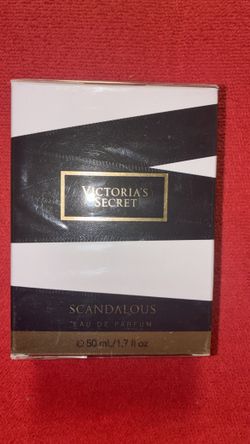 VICTORIA'S
SECRET
SCANDALOUS
EAU DE PARFUM
℮ 50 mL/1.7 fl oz